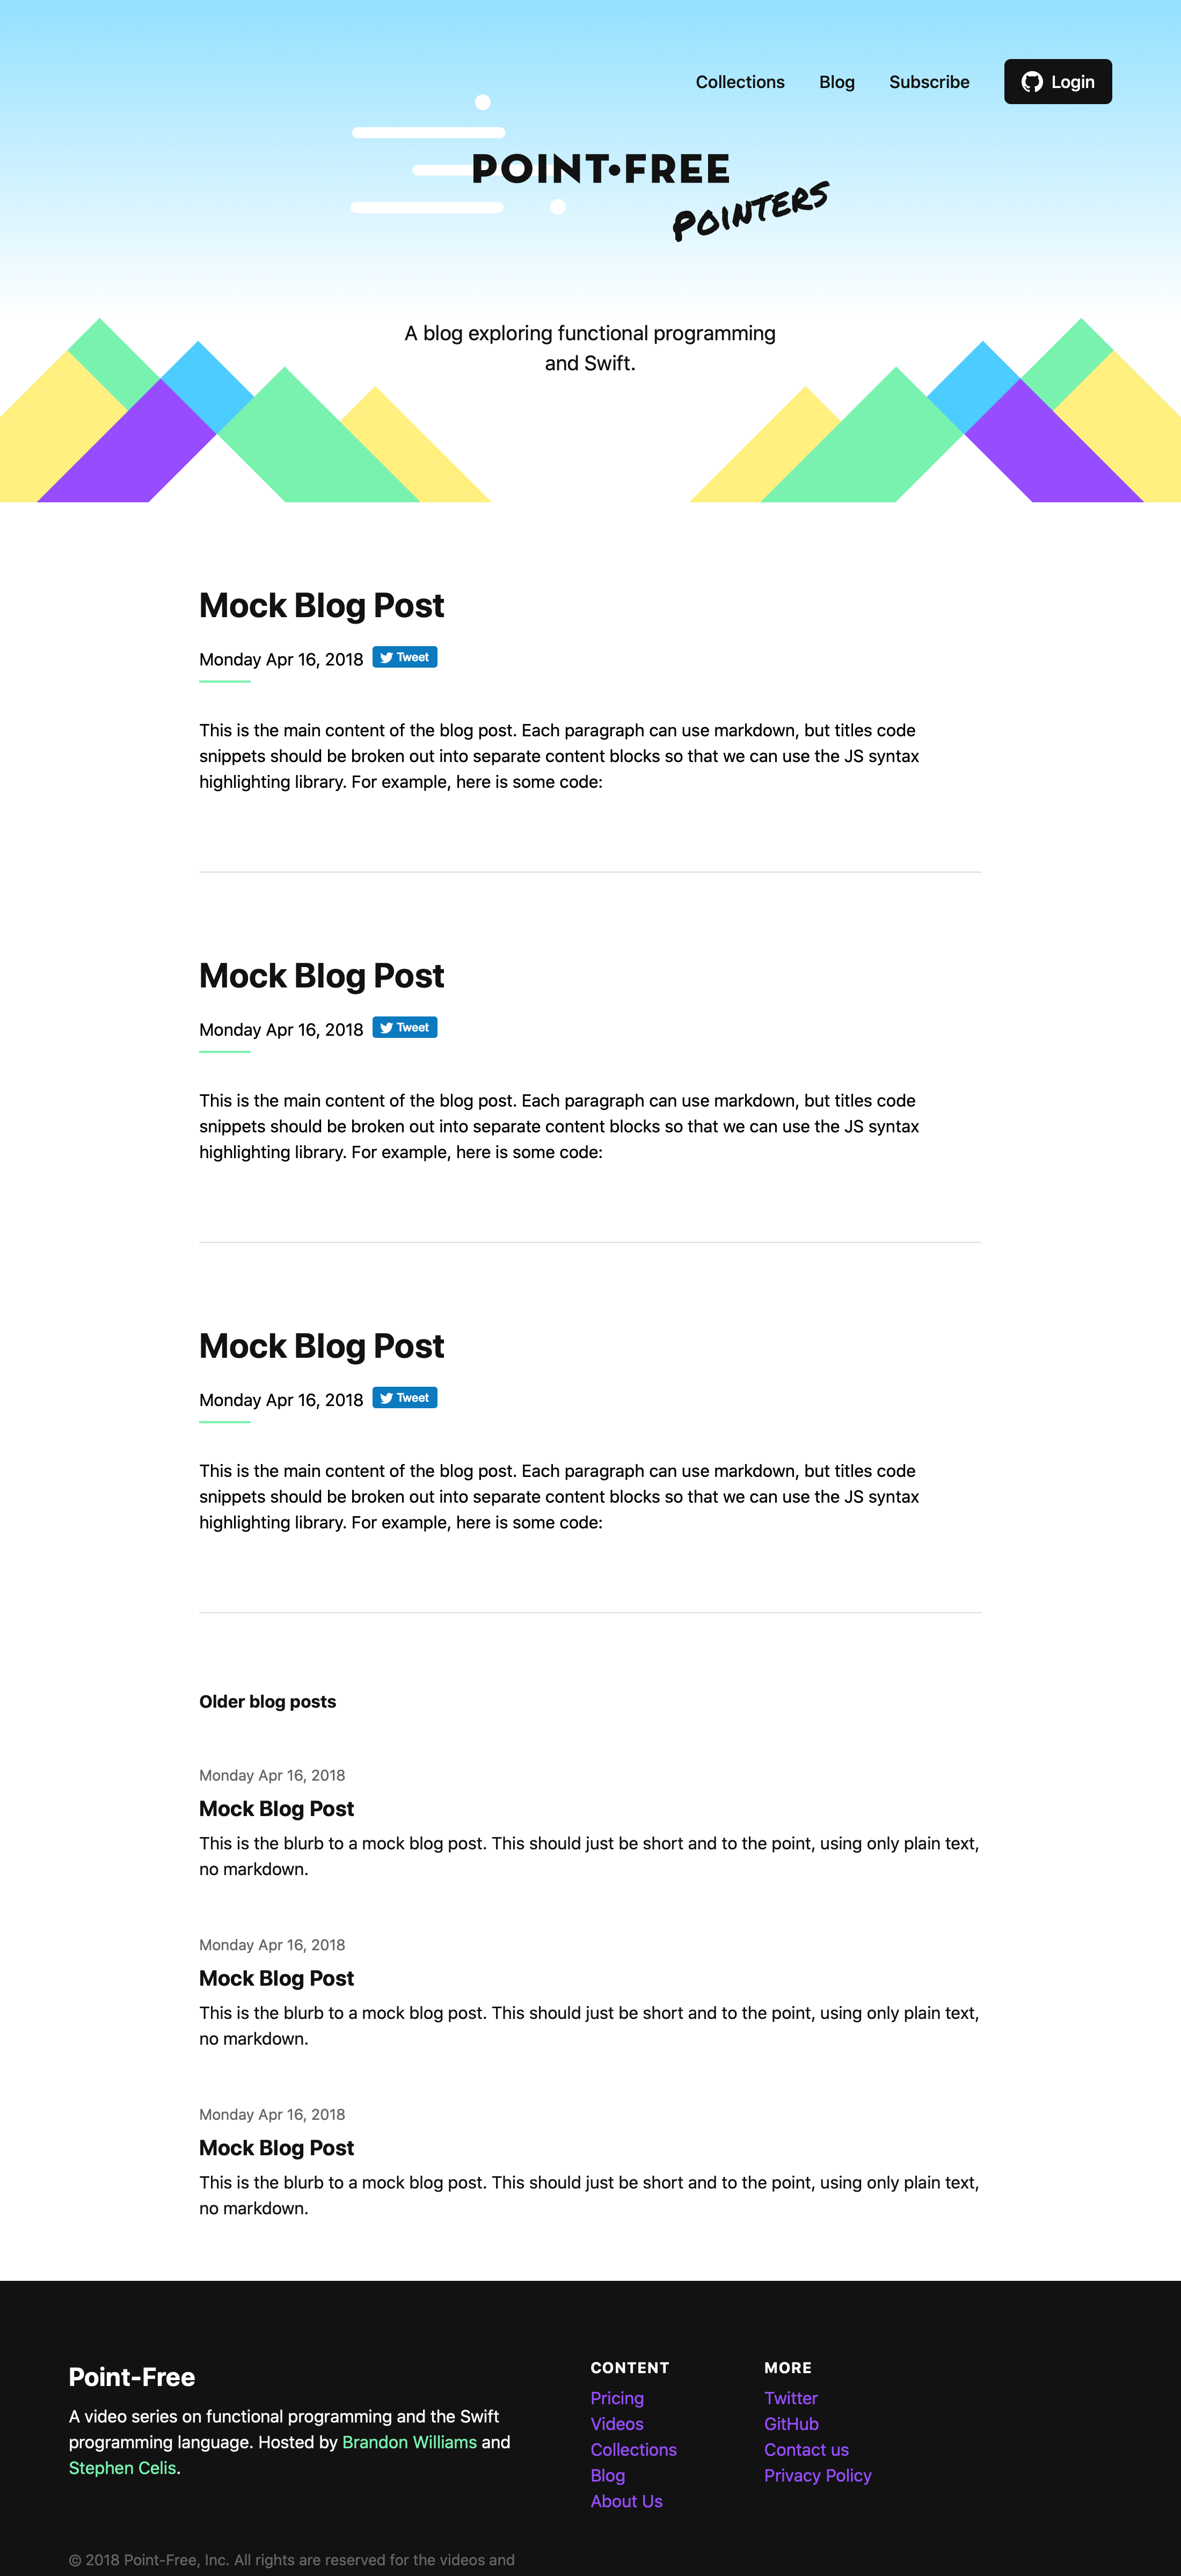 Collections Blog Subscribe Login
POINT•FREE
POINTERS
A blog exploring functional programming
and Swift.
Mock Blog Post
Monday Apr 16, 2018 Tweet
This is the main content of the blog post. Each paragraph can use markdown, but titles code
snippets should be broken out into separate content blocks so that we can use the JS syntax
highlighting library. For example, here is some code:
Mock Blog Post
Monday Apr 16, 2018 Tweet
This is the main content of the blog post. Each paragraph can use markdown, but titles code
snippets should be broken out into separate content blocks so that we can use the JS syntax
highlighting library. For example, here is some code:
Mock Blog Post
Monday Apr 16, 2018 Tweet
This is the main content of the blog post. Each paragraph can use markdown, but titles code
snippets should be broken out into separate content blocks so that we can use the JS syntax
highlighting library. For example, here is some code:
Older blog posts
Monday Apr 16, 2018
Mock Blog Post
This is the blurb to a mock blog post. This should just be short and to the point, using only plain text,
no markdown.
Monday Apr 16, 2018
Mock Blog Post
This is the blurb to a mock blog post. This should just be short and to the point, using only plain text,
no markdown.
Monday Apr 16, 2018
Mock Blog Post
This is the blurb to a mock blog post. This should just be short and to the point, using only plain text,
no markdown.
Point-Free
A video series on functional programming and the Swift
programming language. Hosted by Brandon Williams and
Stephen Celis.
CONTENT
Pricing
Videos
Collections
Blog
About Us
MORE
Twitter
GitHub
Contact us
Privacy Policy
© 2018 Point-Free, Inc. All rights are reserved for the videos and